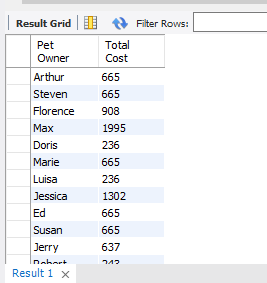 Result Grid Filter Rows:
Pet Owner Total Cost
Arthur 665
Steven 665
Florence 908
Max 1995
Doris 236
Marie 665
Luisa 236
Jessica 1302
Ed 665
Susan 665
Jerry 637
Robert 243
Result 1 ×